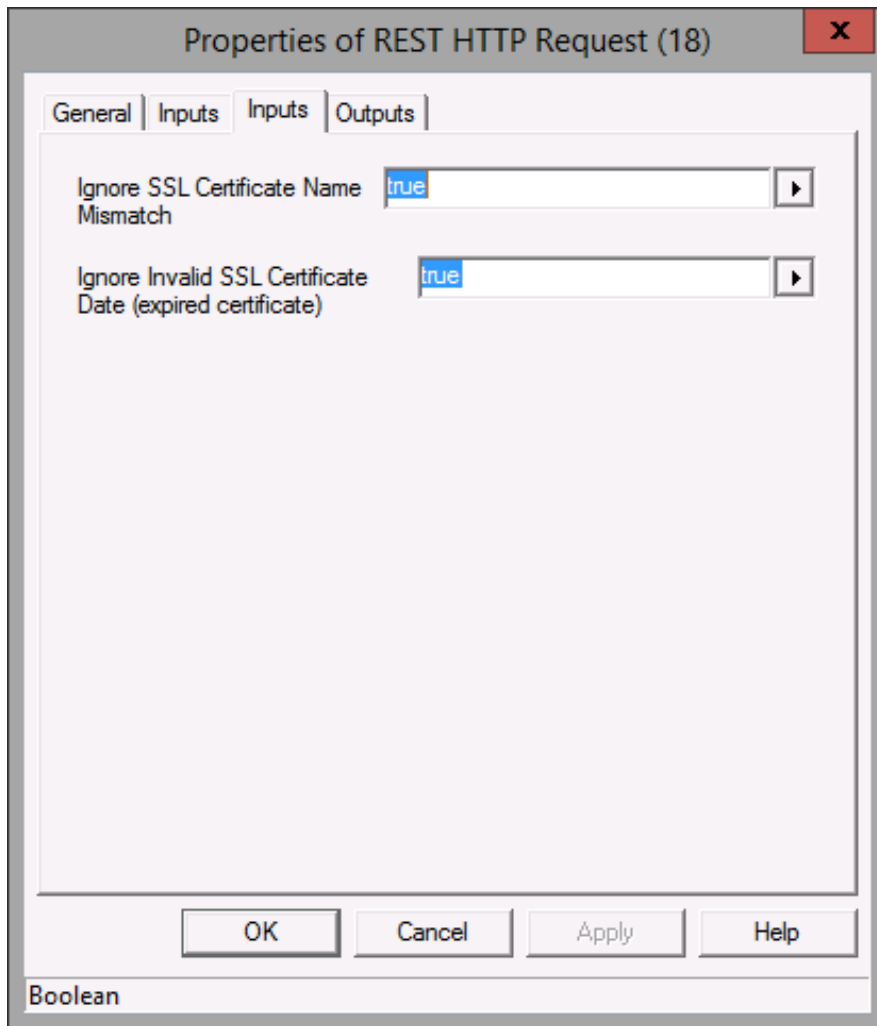 Properties of REST HTTP Request (18)
x
General Inputs Inputs Outputs
Ignore SSL Certificate Name
Mismatch
true
Ignore Invalid SSL Certificate
Date (expired certificate)
true
OK Cancel Apply Help
Boolean